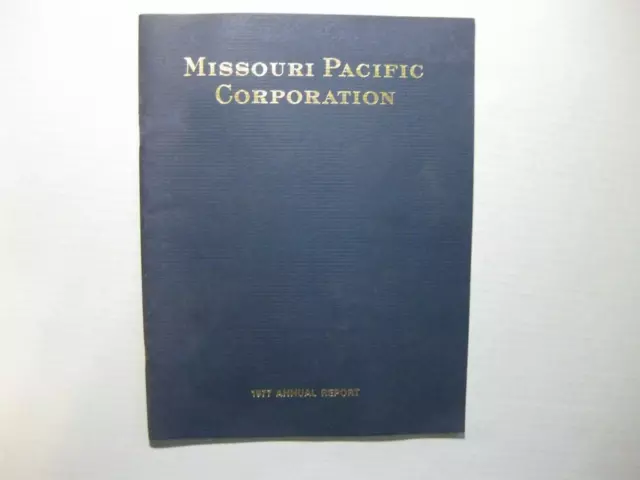 Missouri Pacific
Corporation
1977 ANNUAL REPORT